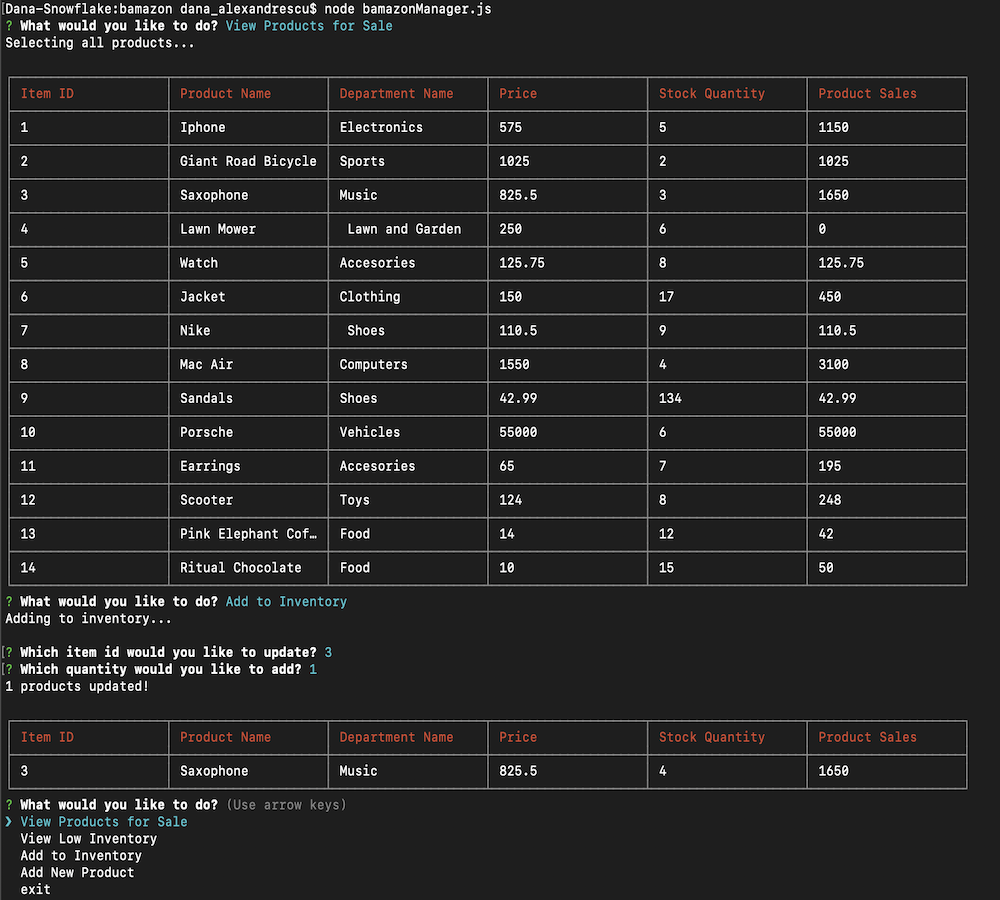 [Dana-Snowflake:bamazon dana_alexandrescu$ node bamazonManager.js
? What would you like to do? View Products for Sale
Selecting all products...
Item ID Product Name Department Name Price Stock Quantity Product Sales
1 Iphone Electronics 575 5 1150
2 Giant Road Bicycle Sports 1025 2 1025
3 Saxophone Music 825.5 3 1650
4 Lawn Mower Lawn and Garden 250 6 0
5 Watch Accesories 125.75 8 125.75
6 Jacket Clothing 150 17 450
7 Nike Shoes 110.5 9 110.5
8 Mac Air Computers 1550 4 3100
9 Sandals Shoes 42.99 134 42.99
10 Porsche Vehicles 55000 6 55000
11 Earrings Accesories 65 7 195
12 Scooter Toys 124 8 248
13 Pink Elephant Cof… Food 14 12 42
14 Ritual Chocolate Food 10 15 50
? What would you like to do? Add to Inventory
Adding to inventory...
[? Which item id would you like to update? 3
[? Which quantity would you like to add? 1
1 products updated!
Item ID Product Name Department Name Price Stock Quantity Product Sales
3 Saxophone Music 825.5 4 1650
? What would you like to do? (Use arrow keys)
❯ View Products for Sale
View Low Inventory
Add to Inventory
Add New Product
exit